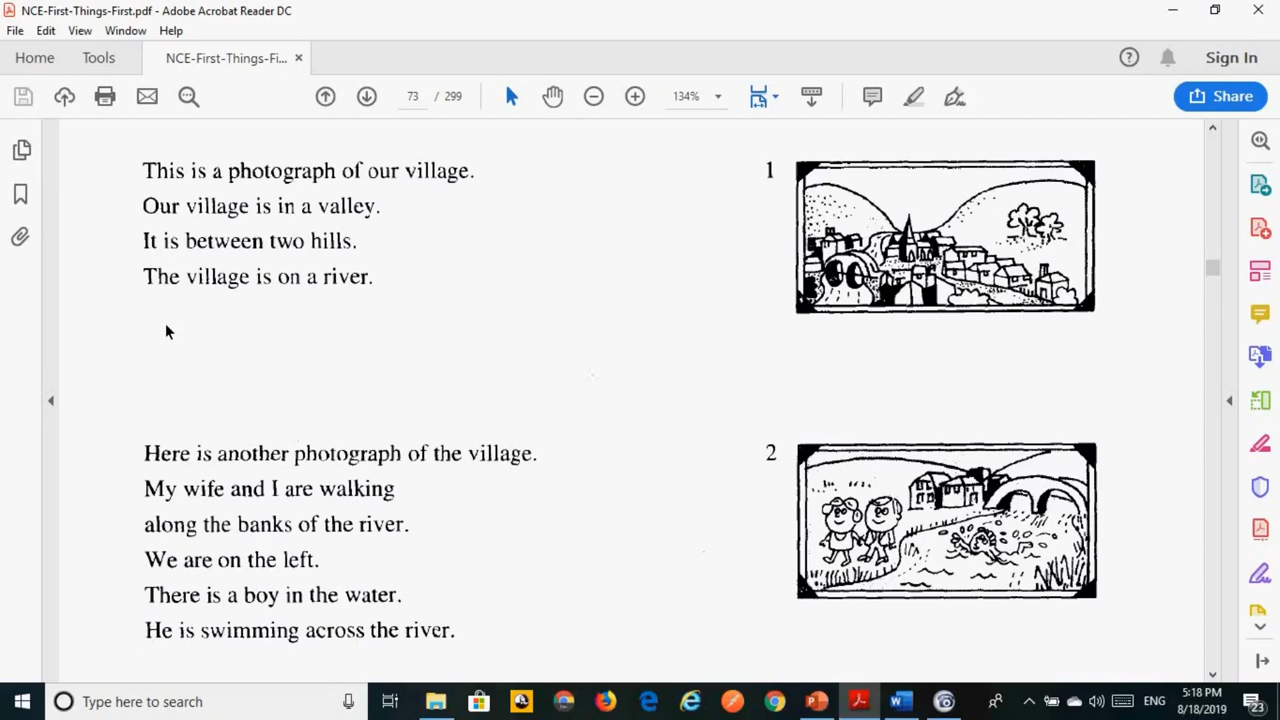 NCE-First-Things-First.pdf - Adobe Acrobat Reader DC
File Edit View Window Help
Home Tools NCE-First-Things-Fi... × Sign In
73 / 299 134% Share
This is a photograph of our village.
Our village is in a valley.
It is between two hills.
The village is on a river.
1
Here is another photograph of the village.
My wife and I are walking
along the banks of the river.
We are on the left.
There is a boy in the water.
He is swimming across the river.
2
Type here to search
ENG
5:18 PM
8/18/2019
23